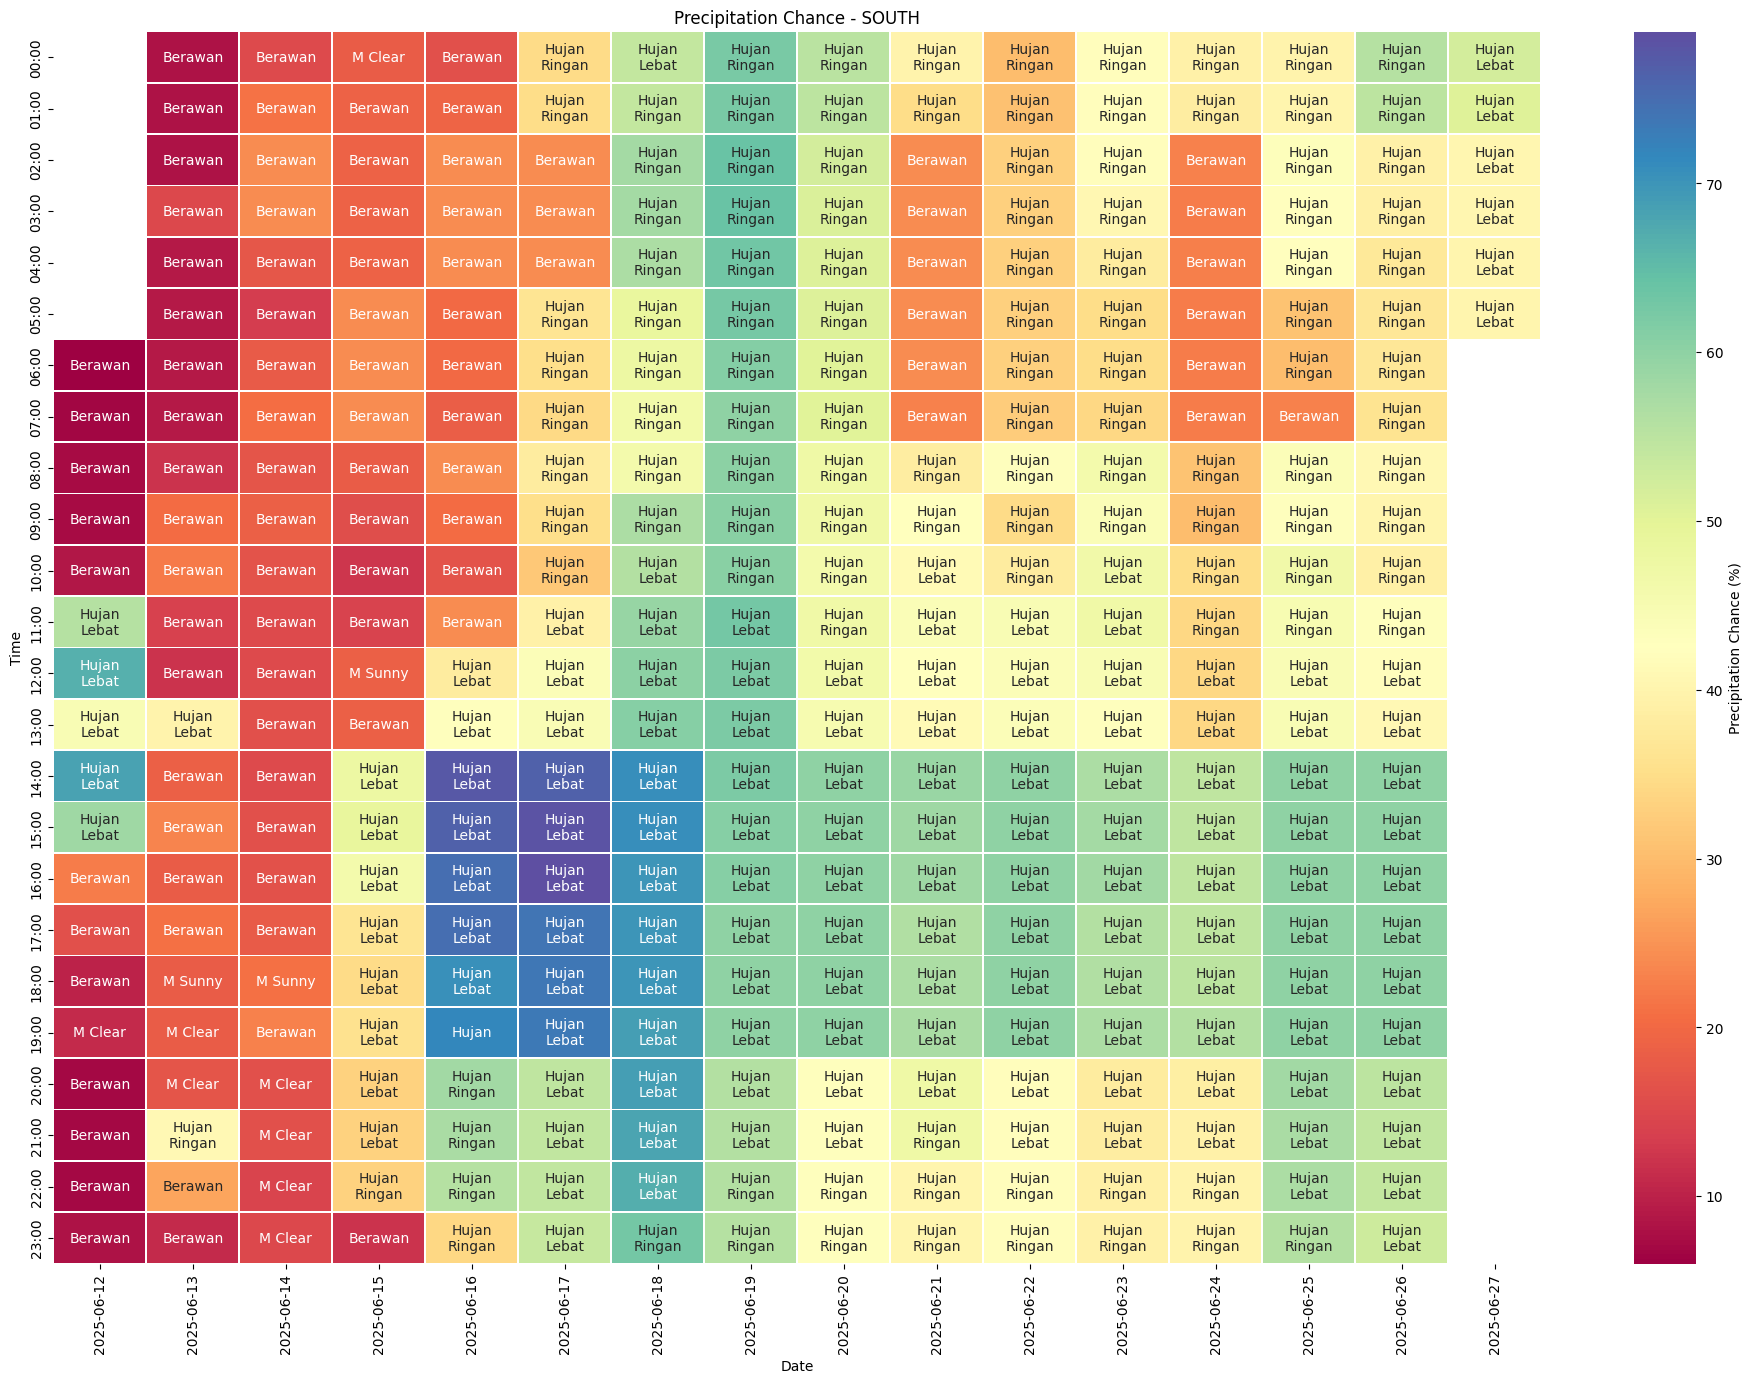 Precipitation Chance - SOUTH
00:00 Berawan Berawan M Clear Berawan Hujan Ringan Hujan Lebat Hujan Ringan Hujan Ringan Hujan Ringan Hujan Ringan Hujan Ringan Hujan Ringan Hujan Ringan Hujan Ringan Hujan Lebat
01:00 Berawan Berawan Berawan Berawan Hujan Ringan Hujan Ringan Hujan Ringan Hujan Ringan Hujan Ringan Hujan Ringan Hujan Ringan Hujan Ringan Hujan Ringan Hujan Ringan Hujan Lebat
02:00 Berawan Berawan Berawan Berawan Berawan Hujan Ringan Hujan Ringan Hujan Ringan Berawan Hujan Ringan Hujan Ringan Berawan Hujan Ringan Hujan Ringan Hujan Lebat
03:00 Berawan Berawan Berawan Berawan Berawan Hujan Ringan Hujan Ringan Hujan Ringan Berawan Hujan Ringan Hujan Ringan Berawan Hujan Ringan Hujan Ringan Hujan Lebat
04:00 Berawan Berawan Berawan Berawan Berawan Hujan Ringan Hujan Ringan Hujan Ringan Berawan Hujan Ringan Hujan Ringan Berawan Hujan Ringan Hujan Ringan Hujan Lebat
05:00 Berawan Berawan Berawan Berawan Hujan Ringan Hujan Ringan Hujan Ringan Hujan Ringan Berawan Hujan Ringan Hujan Ringan Berawan Hujan Ringan Hujan Ringan Hujan Lebat
06:00 Berawan Berawan Berawan Berawan Berawan Hujan Ringan Hujan Ringan Hujan Ringan Hujan Ringan Berawan Hujan Ringan Hujan Ringan Berawan Hujan Ringan Hujan Ringan
07:00 Berawan Berawan Berawan Berawan Berawan Hujan Ringan Hujan Ringan Hujan Ringan Hujan Ringan Berawan Hujan Ringan Hujan Ringan Berawan Berawan Hujan Ringan
08:00 Berawan Berawan Berawan Berawan Berawan Hujan Ringan Hujan Ringan Hujan Ringan Hujan Ringan Hujan Ringan Hujan Ringan Hujan Ringan Hujan Ringan Hujan Ringan Hujan Ringan
09:00 Berawan Berawan Berawan Berawan Berawan Hujan Ringan Hujan Ringan Hujan Ringan Hujan Ringan Hujan Ringan Hujan Ringan Hujan Ringan Hujan Ringan Hujan Ringan Hujan Ringan
10:00 Berawan Berawan Berawan Berawan Berawan Hujan Ringan Hujan Lebat Hujan Ringan Hujan Ringan Hujan Lebat Hujan Ringan Hujan Lebat Hujan Ringan Hujan Ringan Hujan Ringan
11:00 Hujan Lebat Berawan Berawan Berawan Berawan Hujan Lebat Hujan Lebat Hujan Lebat Hujan Ringan Hujan Lebat Hujan Lebat Hujan Lebat Hujan Ringan Hujan Ringan Hujan Ringan
12:00 Hujan Lebat Berawan Berawan M Sunny Hujan Lebat Hujan Lebat Hujan Lebat Hujan Lebat Hujan Lebat Hujan Lebat Hujan Lebat Hujan Lebat Hujan Lebat Hujan Lebat Hujan Lebat
13:00 Hujan Lebat Hujan Lebat Berawan Berawan Hujan Lebat Hujan Lebat Hujan Lebat Hujan Lebat Hujan Lebat Hujan Lebat Hujan Lebat Hujan Lebat Hujan Lebat Hujan Lebat Hujan Lebat
14:00 Hujan Lebat Berawan Berawan Hujan Lebat Hujan Lebat Hujan Lebat Hujan Lebat Hujan Lebat Hujan Lebat Hujan Lebat Hujan Lebat Hujan Lebat Hujan Lebat Hujan Lebat Hujan Lebat
15:00 Hujan Lebat Berawan Berawan Hujan Lebat Hujan Lebat Hujan Lebat Hujan Lebat Hujan Lebat Hujan Lebat Hujan Lebat Hujan Lebat Hujan Lebat Hujan Lebat Hujan Lebat Hujan Lebat
16:00 Berawan Berawan Berawan Hujan Lebat Hujan Lebat Hujan Lebat Hujan Lebat Hujan Lebat Hujan Lebat Hujan Lebat Hujan Lebat Hujan Lebat Hujan Lebat Hujan Lebat Hujan Lebat
17:00 Berawan Berawan Berawan Hujan Lebat Hujan Lebat Hujan Lebat Hujan Lebat Hujan Lebat Hujan Lebat Hujan Lebat Hujan Lebat Hujan Lebat Hujan Lebat Hujan Lebat Hujan Lebat
18:00 Berawan M Sunny M Sunny Hujan Lebat Hujan Lebat Hujan Lebat Hujan Lebat Hujan Lebat Hujan Lebat Hujan Lebat Hujan Lebat Hujan Lebat Hujan Lebat Hujan Lebat Hujan Lebat
19:00 M Clear M Clear Berawan Hujan Lebat Hujan Hujan Lebat Hujan Lebat Hujan Lebat Hujan Lebat Hujan Lebat Hujan Lebat Hujan Lebat Hujan Lebat Hujan Lebat Hujan Lebat
20:00 Berawan M Clear M Clear Hujan Lebat Hujan Ringan Hujan Lebat Hujan Lebat Hujan Lebat Hujan Lebat Hujan Lebat Hujan Lebat Hujan Lebat Hujan Lebat Hujan Lebat Hujan Lebat
21:00 Berawan Hujan Ringan M Clear Hujan Lebat Hujan Ringan Hujan Lebat Hujan Lebat Hujan Lebat Hujan Lebat Hujan Ringan Hujan Lebat Hujan Lebat Hujan Lebat Hujan Lebat Hujan Lebat
22:00 Berawan Berawan M Clear Hujan Ringan Hujan Ringan Hujan Lebat Hujan Lebat Hujan Ringan Hujan Ringan Hujan Ringan Hujan Ringan Hujan Ringan Hujan Ringan Hujan Lebat Hujan Lebat
23:00 Berawan Berawan M Clear Berawan Hujan Ringan Hujan Lebat Hujan Ringan Hujan Ringan Hujan Ringan Hujan Ringan Hujan Ringan Hujan Ringan Hujan Ringan Hujan Ringan Hujan Lebat
Time
2025-06-12 2025-06-13 2025-06-14 2025-06-15 2025-06-16 2025-06-17 2025-06-18 2025-06-19 2025-06-20 2025-06-21 2025-06-22 2025-06-23 2025-06-24 2025-06-25 2025-06-26 2025-06-27
Date
70
60
50
40
30
20
10
Precipitation Chance (%)